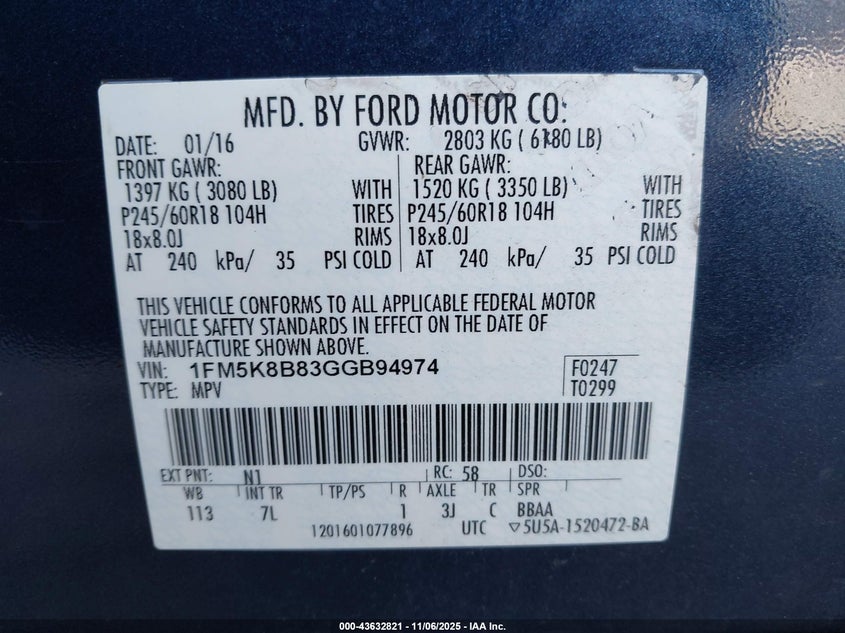 MFD. BY FORD MOTOR CO:
DATE: 01/16 GVWR: 2803 KG ( 6180 LB)
FRONT GAWR: REAR GAWR:
1397 KG ( 3080 LB) WITH 1520 KG ( 3350 LB) WITH
P245/60R18 104H TIRES P245/60R18 104H TIRES
18x8.0J RIMS 18x8.0J RIMS
AT 240 kPa/ 35 PSI COLD AT 240 kPa/ 35 PSI COLD
THIS VEHICLE CONFORMS TO ALL APPLICABLE FEDERAL MOTOR
VEHICLE SAFETY STANDARDS IN EFFECT ON THE DATE OF
MANUFACTURE SHOWN ABOVE.
VIN: 1FM5K8B83GGB94974 F0247
TYPE: MPV T0299
EXT PNT: N1 RC: 58 DSO:
WB INT TR TP/PS R AXLE TR SPR
113 7L 1 3J C BBAA
1201601077896 UTC ▽5U5A-1520472-BA
000-43632821 - 11/06/2025 - IAA Inc.